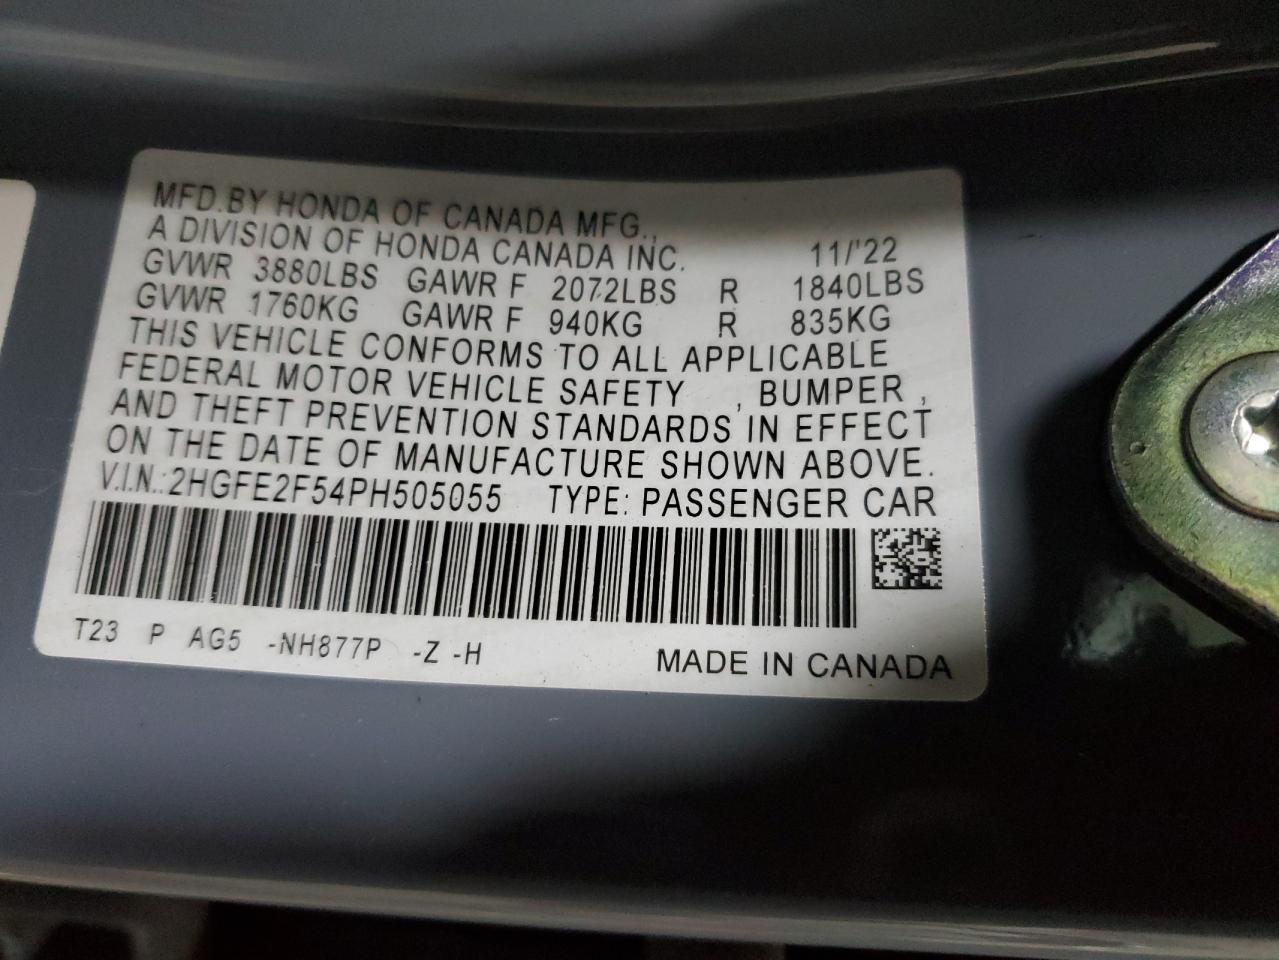 MFD.BY HONDA OF CANADA MFG.,
A DIVISION OF HONDA CANADA INC. 11/'22
GVWR 3880LBS GAWR F 2072LBS R 1840LBS
GVWR 1760KG GAWR F 940KG R 835KG
THIS VEHICLE CONFORMS TO ALL APPLICABLE
FEDERAL MOTOR VEHICLE SAFETY , BUMPER ,
AND THEFT PREVENTION STANDARDS IN EFFECT
ON THE DATE OF MANUFACTURE SHOWN ABOVE.
V.I.N.:2HGFE2F54PH505055 TYPE: PASSENGER CAR
T23 P AG5 -NH877P -Z -H MADE IN CANADA